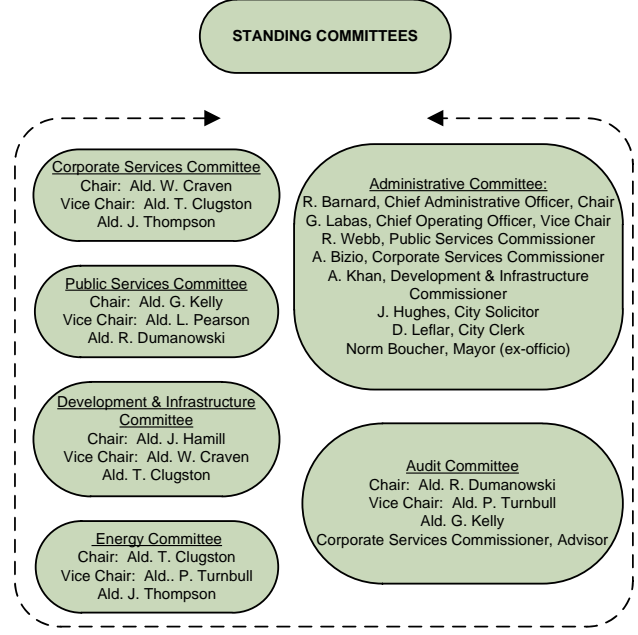 STANDING COMMITTEES
Corporate Services Committee
Chair: Ald. W. Craven
Vice Chair: Ald. T. Clugston
Ald. J. Thompson
Public Services Committee
Chair: Ald. G. Kelly
Vice Chair: Ald. L. Pearson
Ald. R. Dumanowski
Development & Infrastructure
Committee
Chair: Ald. J. Hamill
Vice Chair: Ald. W. Craven
Ald. T. Clugston
Energy Committee
Chair: Ald. T. Clugston
Vice Chair: Ald.. P. Turnbull
Ald. J. Thompson
Administrative Committee:
R. Barnard, Chief Administrative Officer, Chair
G. Labas, Chief Operating Officer, Vice Chair
R. Webb, Public Services Commissioner
A. Bizio, Corporate Services Commissioner
A. Khan, Development & Infrastructure
Commissioner
J. Hughes, City Solicitor
D. Leflar, City Clerk
Norm Boucher, Mayor (ex-officio)
Audit Committee
Chair: Ald. R. Dumanowski
Vice Chair: Ald. P. Turnbull
Ald. G. Kelly
Corporate Services Commissioner, Advisor